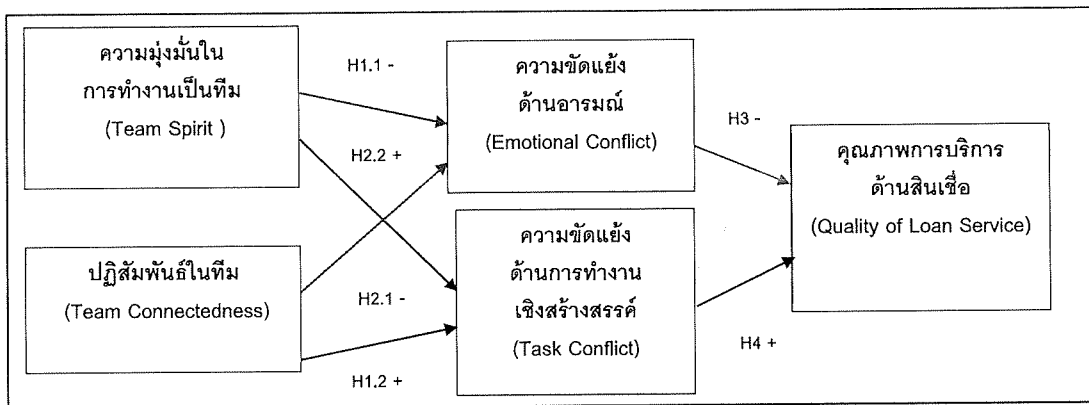 ความมุ่งมั่นใน
การทำงานเป็นทีม
(Team Spirit )
ปฏิสัมพันธ์ในทีม
(Team Connectedness)
H1.1 -
H2.2 +
H2.1 -
H1.2 +
ความขัดแย้ง
ด้านอารมณ์
(Emotional Conflict)
ความขัดแย้ง
ด้านการทำงาน
เชิงสร้างสรรค์
(Task Conflict)
H3 -
H4 +
คุณภาพการบริการ
ด้านสินเชื่อ
(Quality of Loan Service)